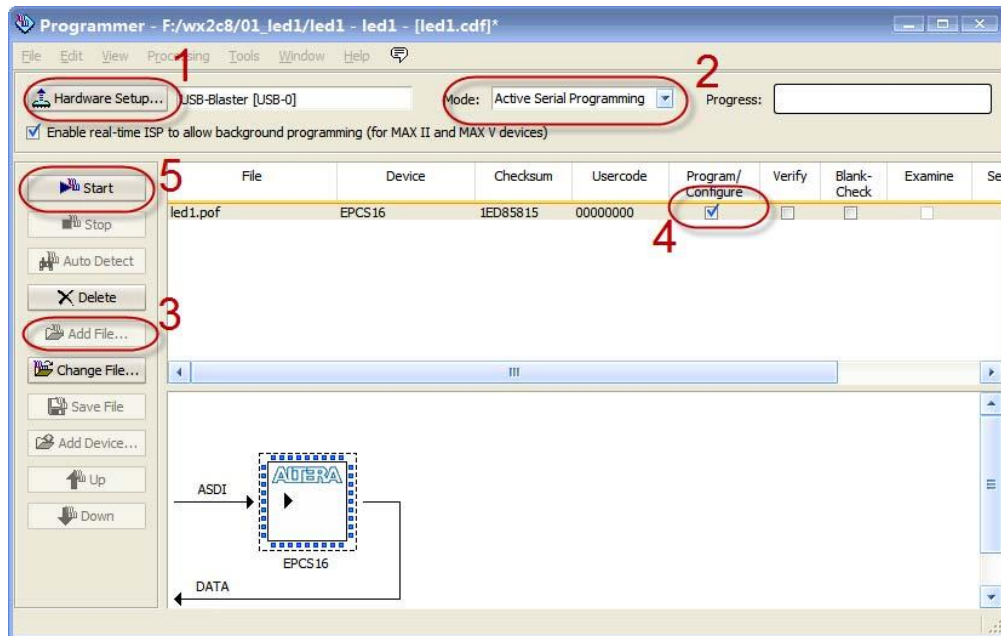 Programmer - F:/wx2c8/01_led1/led1 - led1 - [led1.cdf]*
File Edit View Processing Tools Window Help
1
2
Hardware Setup... USB-Blaster [USB-0] Mode: Active Serial Programming Progress:
Enable real-time ISP to allow background programming (for MAX II and MAX V devices)
5
Start
Stop
Auto Detect
Delete
3
Add File...
Change File...
Save File
Add Device...
Up
Down
File Device Checksum Usercode Program/ Configure Verify Blank- Check Examine Se
led1.pof EPCS16 1ED85815 00000000
4
ALTERA
ASDI
EPCS16
DATA